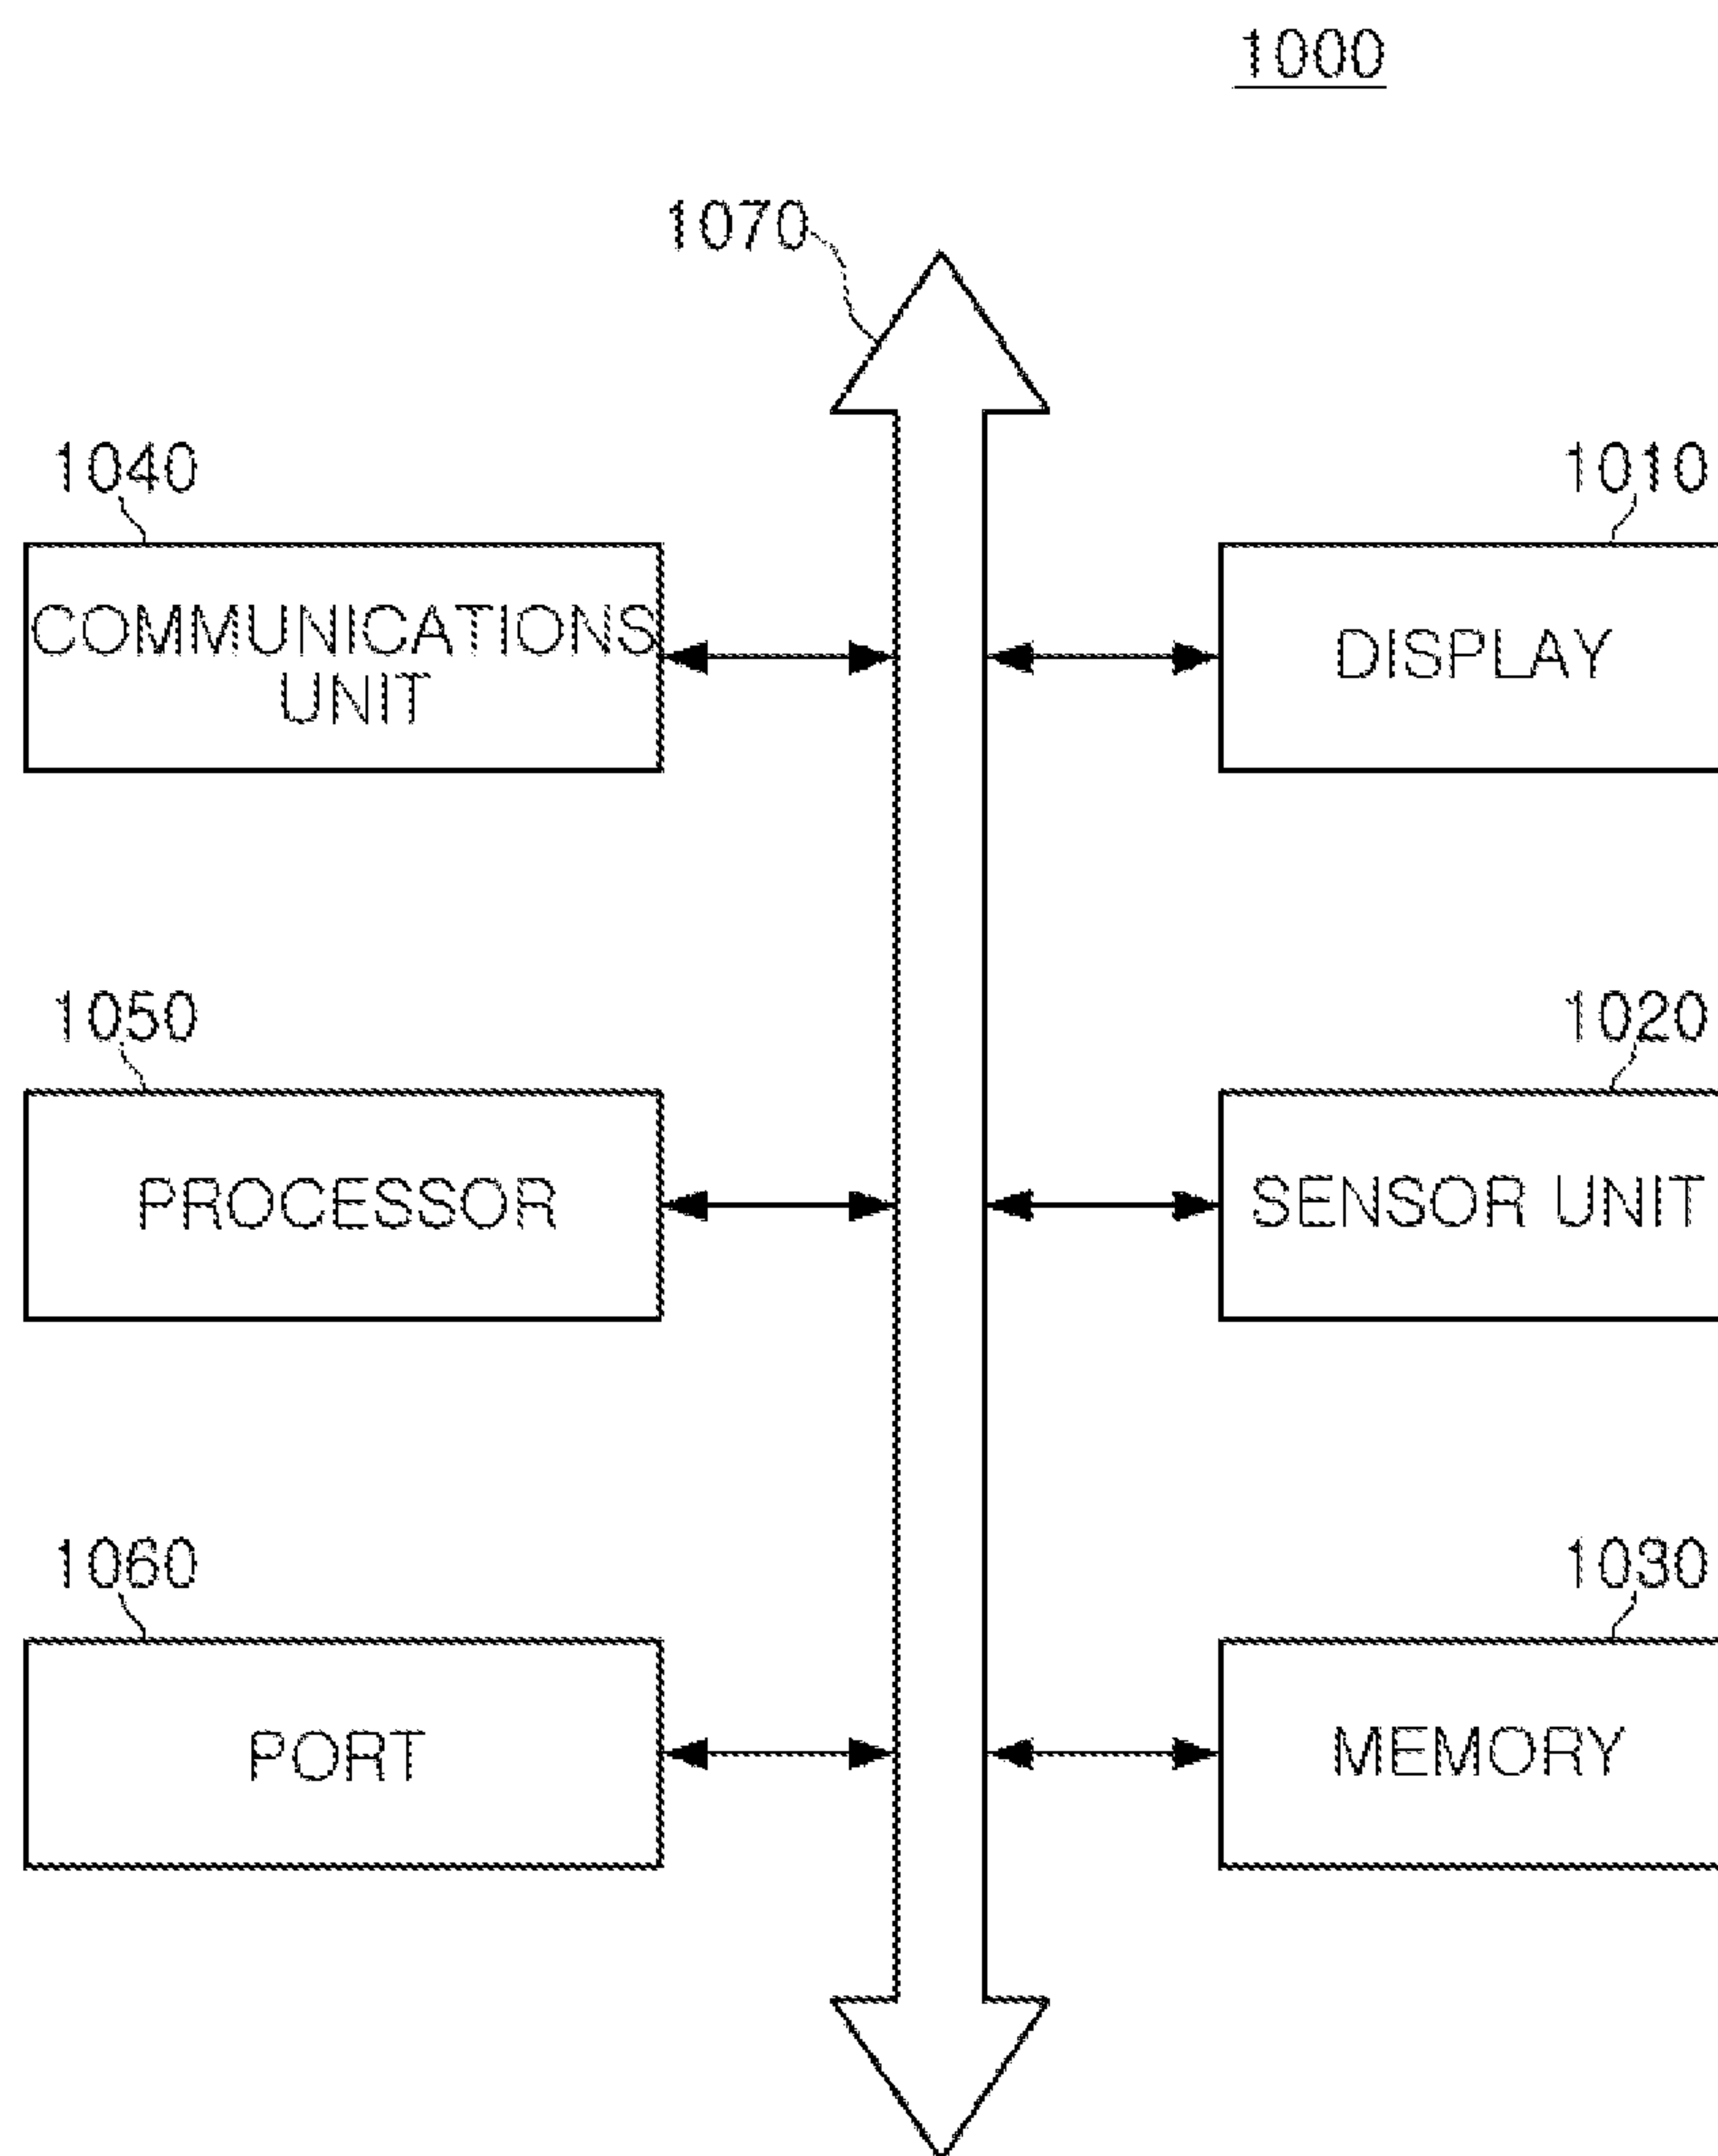 1000
1070
1040
1010
COMMUNICATIONS
UNIT
DISPLAY
1050
1020
PROCESSOR
SENSOR UNIT
1060
1030
PORT
MEMORY